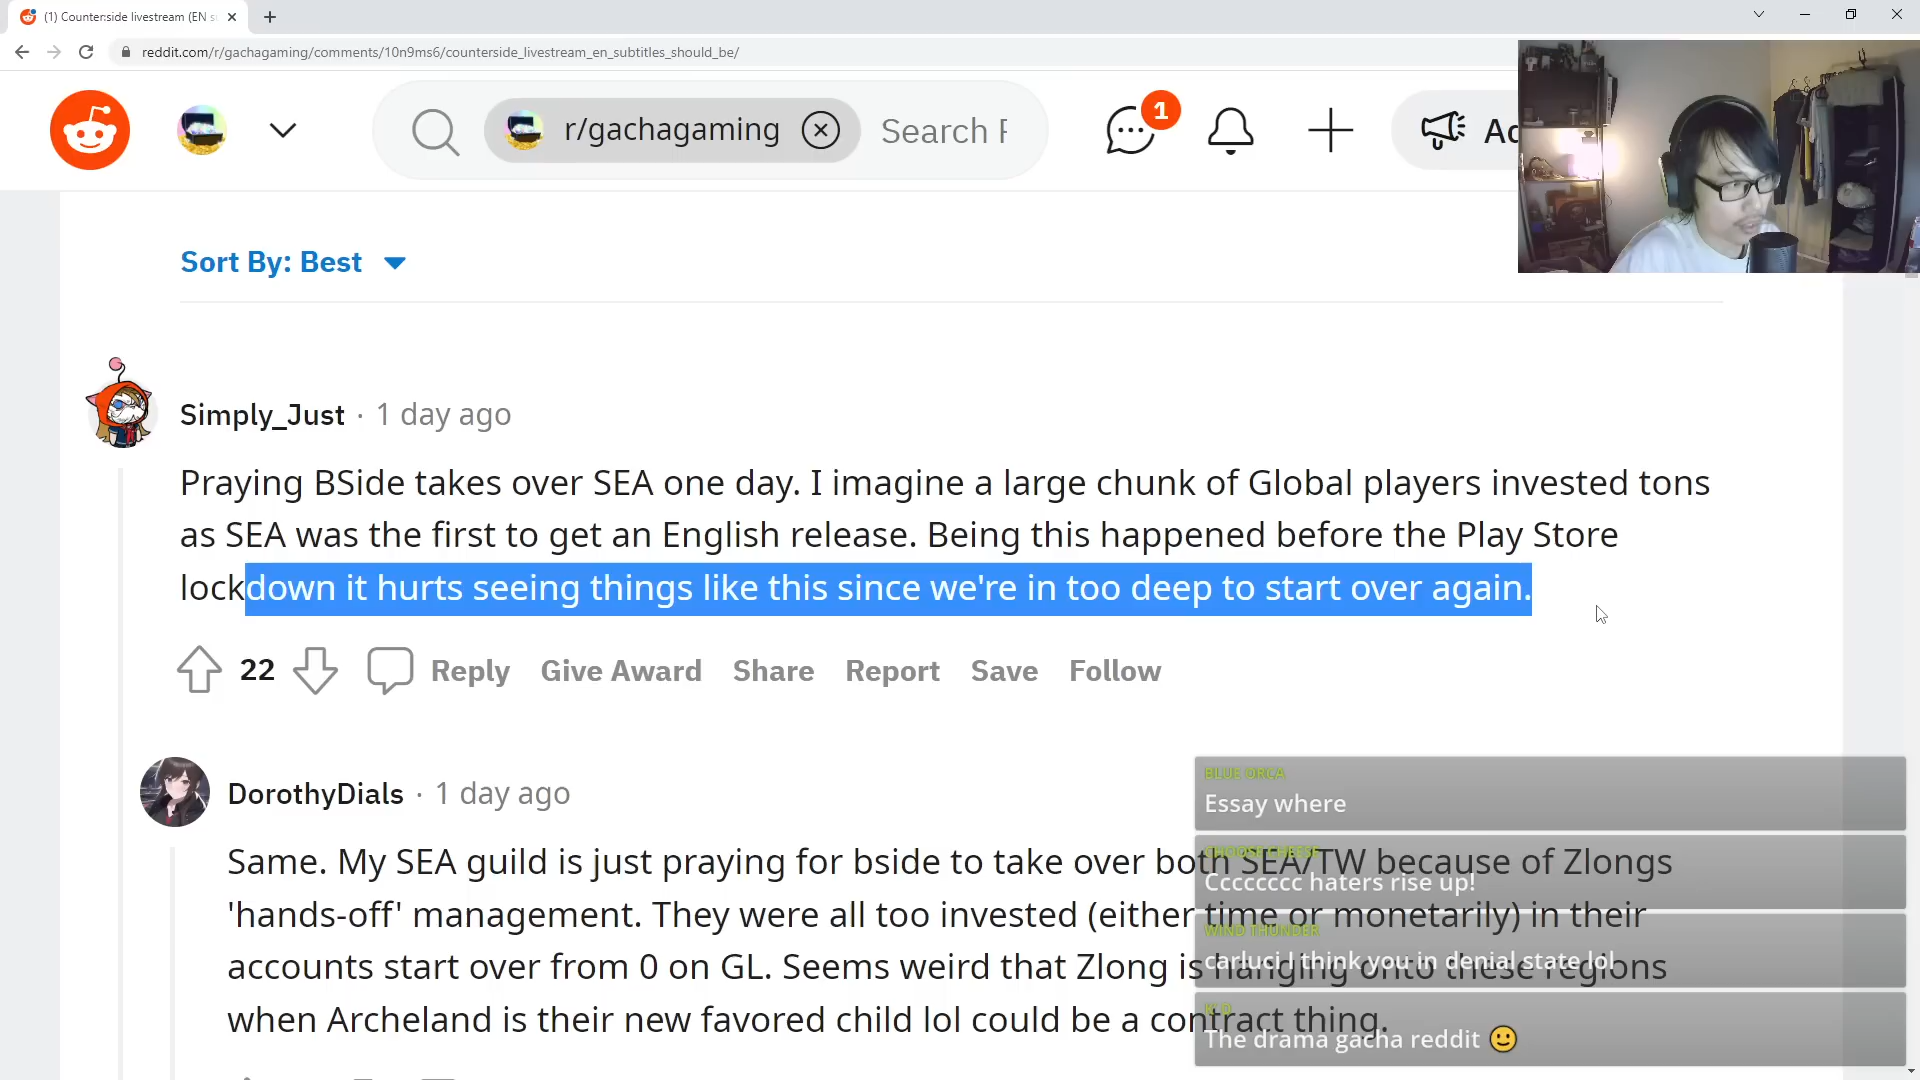 (1) Counter:side livestream (EN s
reddit.com/r/gachagaming/comments/10n9ms6/counterside_livestream_en_subtitles_should_be/
r/gachagaming
Search F
1
Ad
Sort By: Best
Simply_Just · 1 day ago
Praying BSide takes over SEA one day. I imagine a large chunk of Global players invested tons
as SEA was the first to get an English release. Being this happened before the Play Store
lockdown it hurts seeing things like this since we're in too deep to start over again.
22
Reply
Give Award
Share
Report
Save
Follow
DorothyDials · 1 day ago
Same. My SEA guild is just praying for bside to take over both SEA/TW because of Zlongs
'hands-off' management. They were all too invested (either time or monetarily) in their
accounts start over from 0 on GL. Seems weird that Zlong is hanging onto these regions
when Archeland is their new favored child lol could be a contract thing.
BLUE ORCA
Essay where
CHOOSE CHEESE
Cccccccc haters rise up!
WIND THUNDER
carluci I think you in denial state lol
The drama gacha reddit 🙂